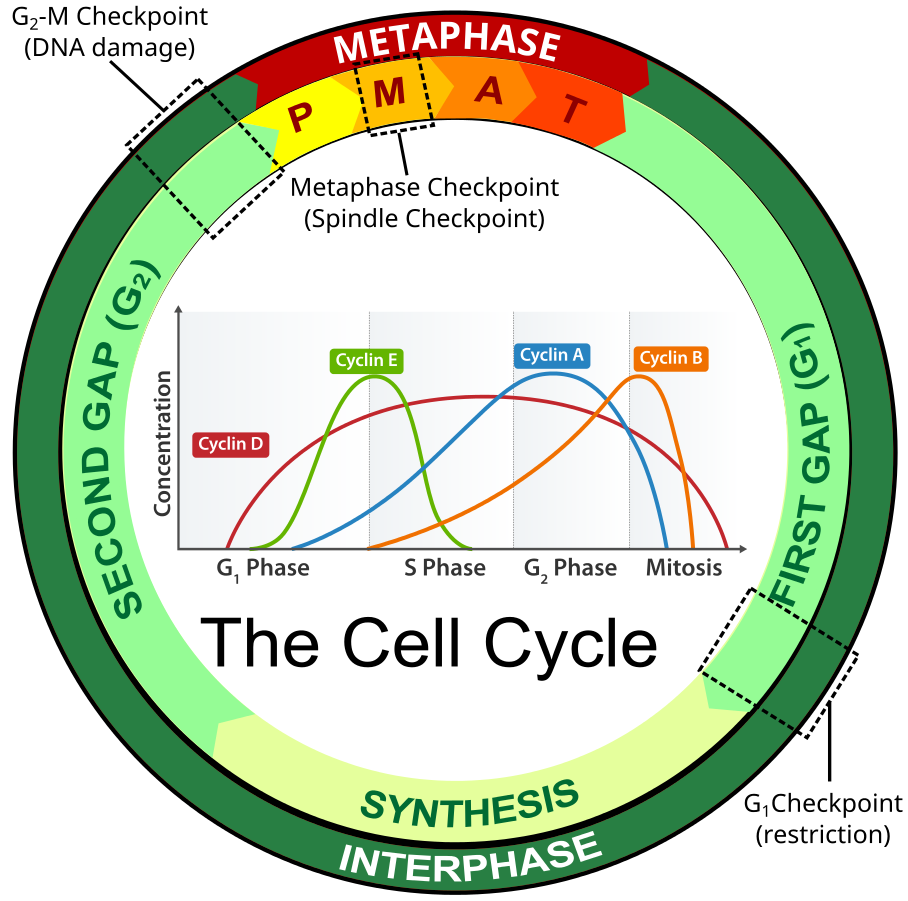 G₂-M Checkpoint
(DNA damage)
METAPHASE
P
M
A
T
Metaphase Checkpoint
(Spindle Checkpoint)
SECOND GAP (G₂)
FIRST GAP (G₁)
Concentration
Cyclin D
Cyclin E
Cyclin A
Cyclin B
G₁ Phase
S Phase
G₂ Phase
Mitosis
The Cell Cycle
G₁Checkpoint
(restriction)
SYNTHESIS
INTERPHASE